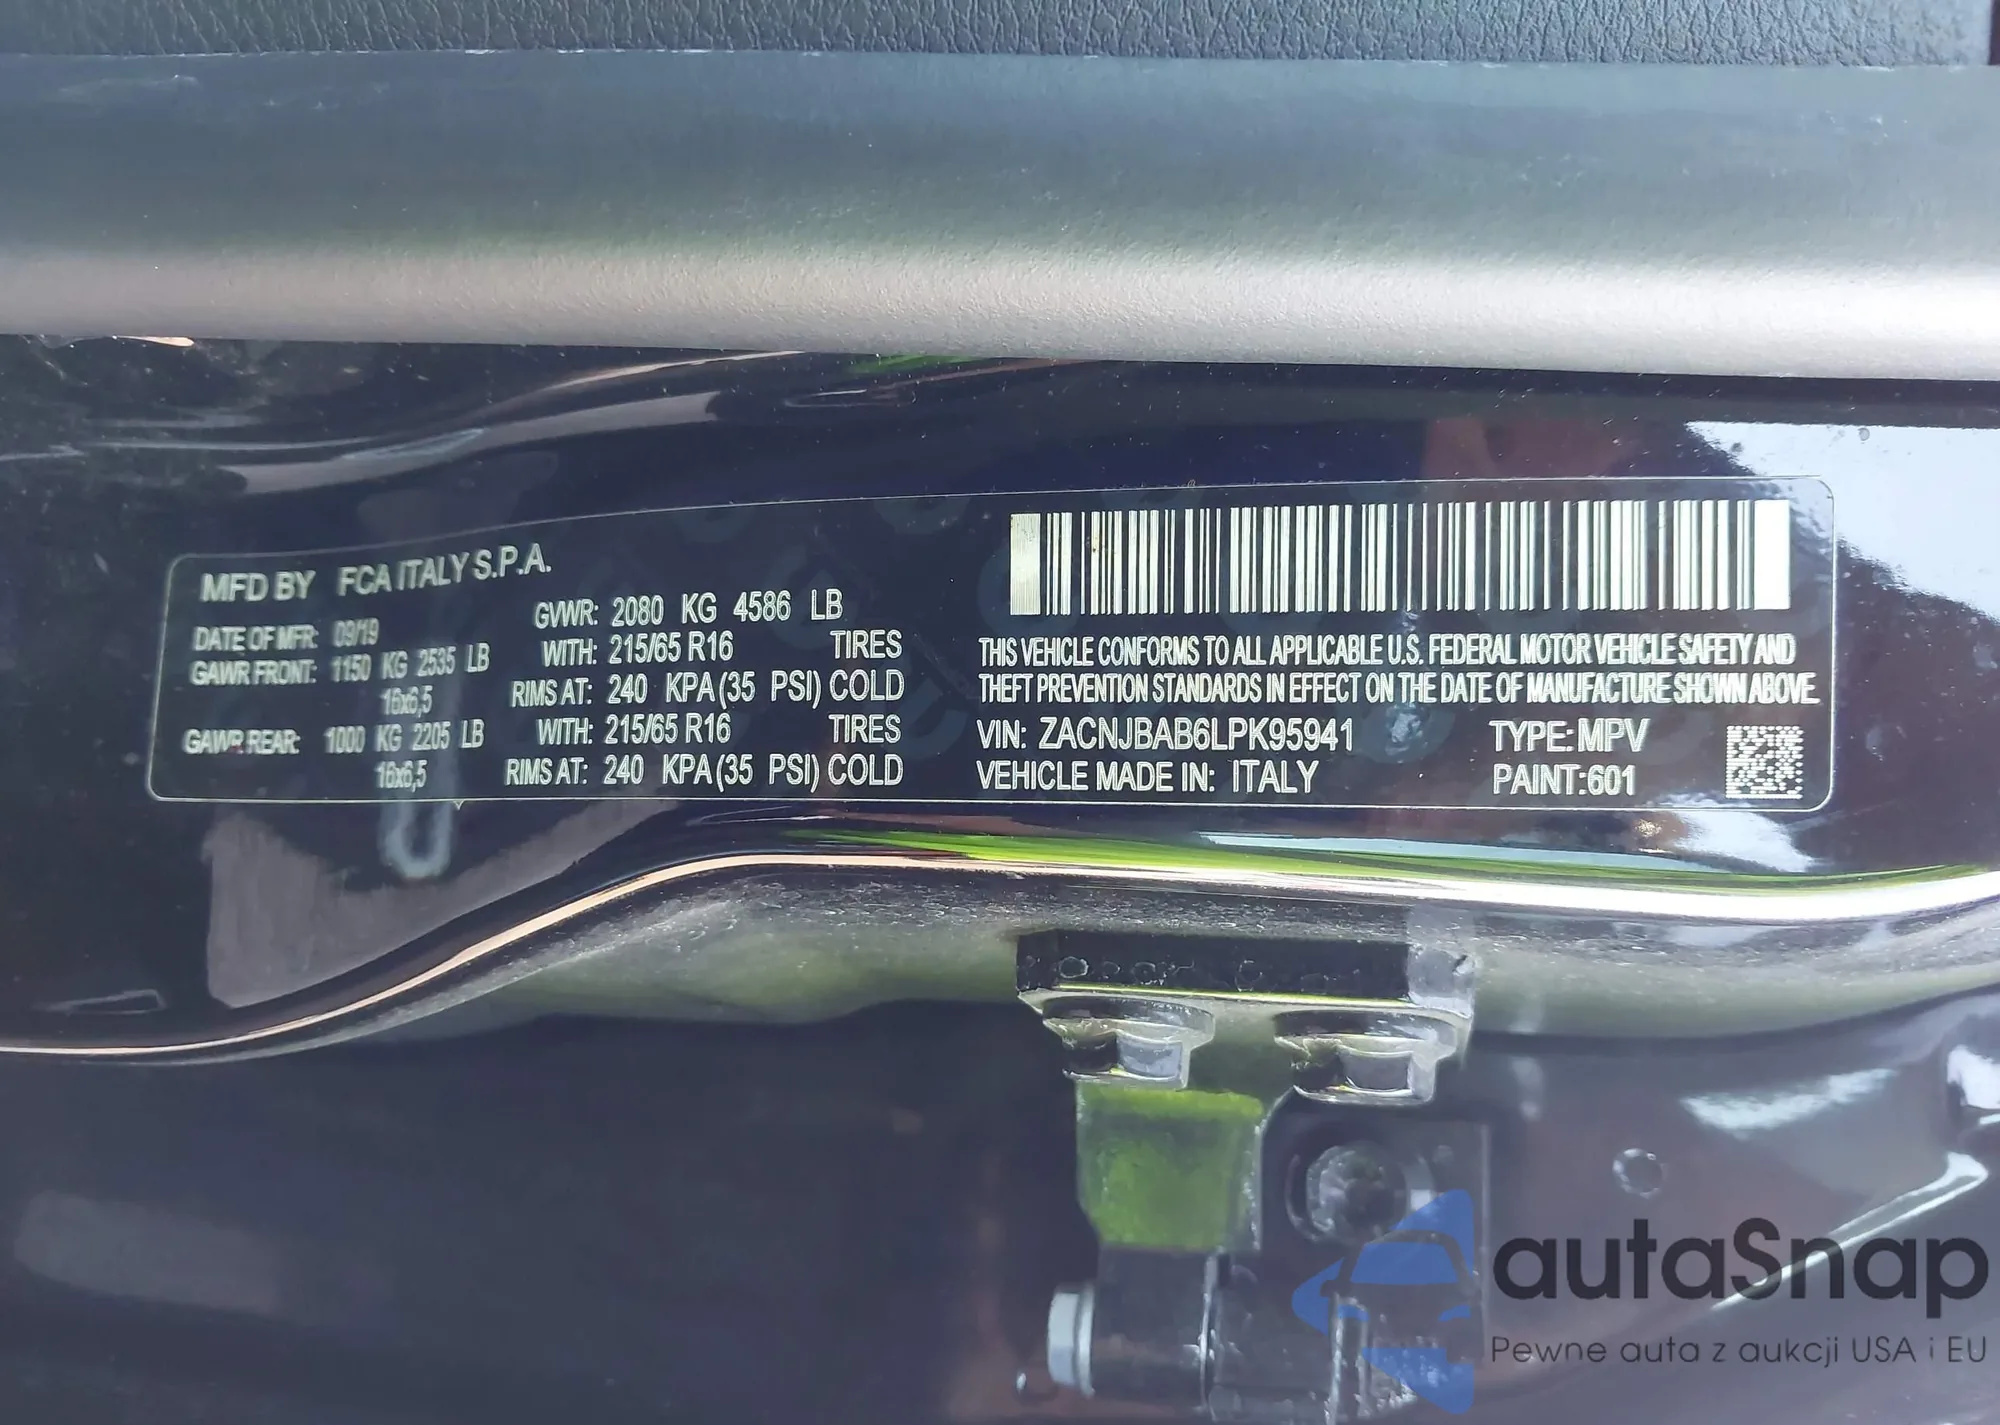 MFD BY FCA ITALY S.P.A.
DATE OF MFR: 09/19 GVWR: 2080 KG 4586 LB
GAWR FRONT: 1150 KG 2535 LB WITH: 215/65 R16 TIRES
16x6,5 RIMS AT: 240 KPA (35 PSI) COLD
GAWR REAR: 1000 KG 2205 LB WITH: 215/65 R16 TIRES
16x6,5 RIMS AT: 240 KPA (35 PSI) COLD
THIS VEHICLE CONFORMS TO ALL APPLICABLE U.S. FEDERAL MOTOR VEHICLE SAFETY AND
THEFT PREVENTION STANDARDS IN EFFECT ON THE DATE OF MANUFACTURE SHOWN ABOVE.
VIN: ZACNJBAB6LPK95941 TYPE: MPV
VEHICLE MADE IN: ITALY PAINT:601
autaSnap
Pewne auta z aukcji USA i EU